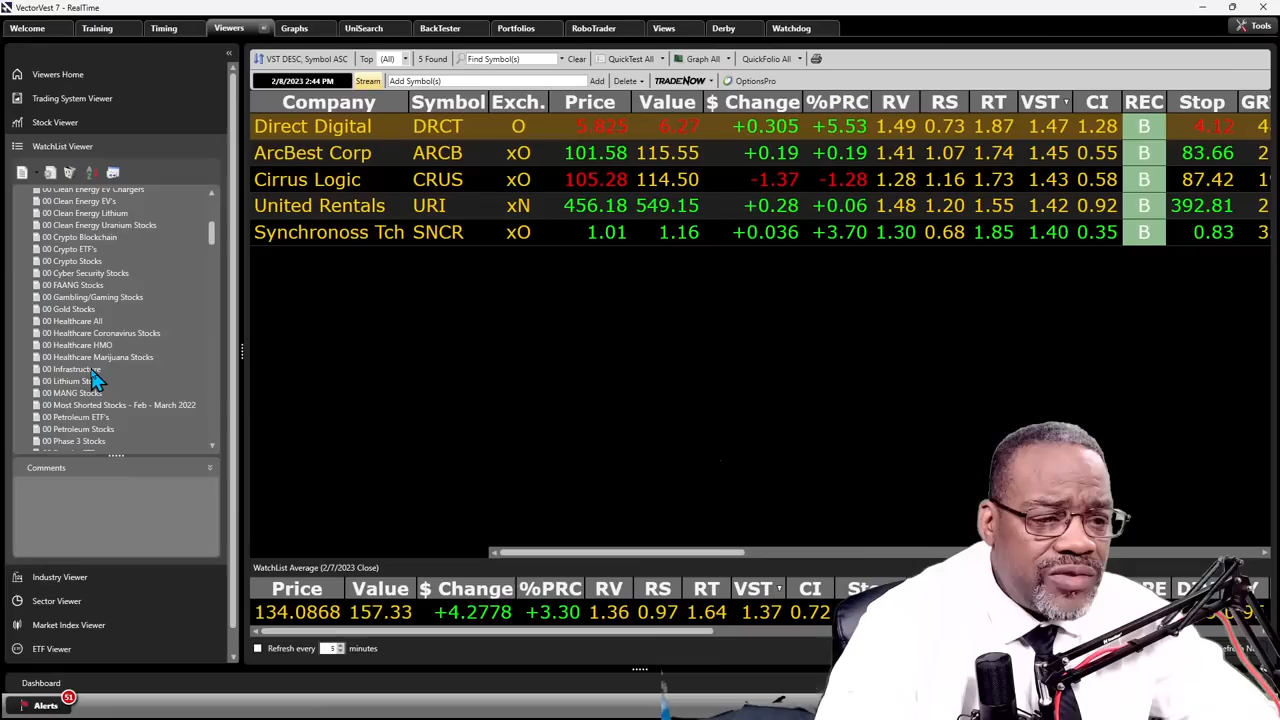 VectorVest 7 - RealTime
Welcome Training Timing Viewers Graphs UniSearch BackTester Portfolios RoboTrader Views Derby Watchdog Tools
Viewers Home
Trading System Viewer
Stock Viewer
WatchList Viewer
00 Clean Energy EV Chargers
00 Clean Energy EV's
00 Clean Energy Lithium
00 Clean Energy Uranium Stocks
00 Crypto Blockchain
00 Crypto ETF's
00 Crypto Stocks
00 Cyber Security Stocks
00 FAANG Stocks
00 Gambling/Gaming Stocks
00 Gold Stocks
00 Healthcare All
00 Healthcare Coronavirus Stocks
00 Healthcare HMO
00 Healthcare Marijuana Stocks
00 Infrastructure
00 Lithium
00 MANG Stocks
00 Most Shorted Stocks - Feb - March 2022
00 Petroleum ETF's
00 Petroleum Stocks
00 Phase 3 Stocks
Comments
Industry Viewer
Sector Viewer
Market Index Viewer
ETF Viewer
Dashboard
Alerts 51
VST DESC, Symbol ASC Top (All) 5 Found Find Symbol(s) Clear QuickTest All Graph All QuickFolio All
2/8/2023 2:44 PM Stream Add Symbol(s) Add Delete TRADENOW OptionsPro
Company Symbol Exch. Price Value $ Change %PRC RV RS RT VST CI REC Stop
Direct Digital DRCT O 5.825 6.27 +0.305 +5.53 1.49 0.73 1.87 1.47 1.28 B 4.12
ArcBest Corp ARCB xO 101.58 115.55 +0.19 +0.19 1.41 1.07 1.74 1.45 0.55 B 83.66
Cirrus Logic CRUS xO 105.28 114.50 -1.37 -1.28 1.28 1.16 1.73 1.43 0.58 B 87.42
United Rentals URI xN 456.18 549.15 +0.28 +0.06 1.48 1.20 1.55 1.42 0.92 B 392.81
Synchronoss Tch SNCR xO 1.01 1.16 +0.036 +3.70 1.30 0.68 1.85 1.40 0.35 B 0.83
WatchList Average (2/7/2023 Close)
Price Value $ Change %PRC RV RS RT VST CI
134.0868 157.33 +4.2778 +3.30 1.36 0.97 1.64 1.37 0.72
Refresh every 5 minutes